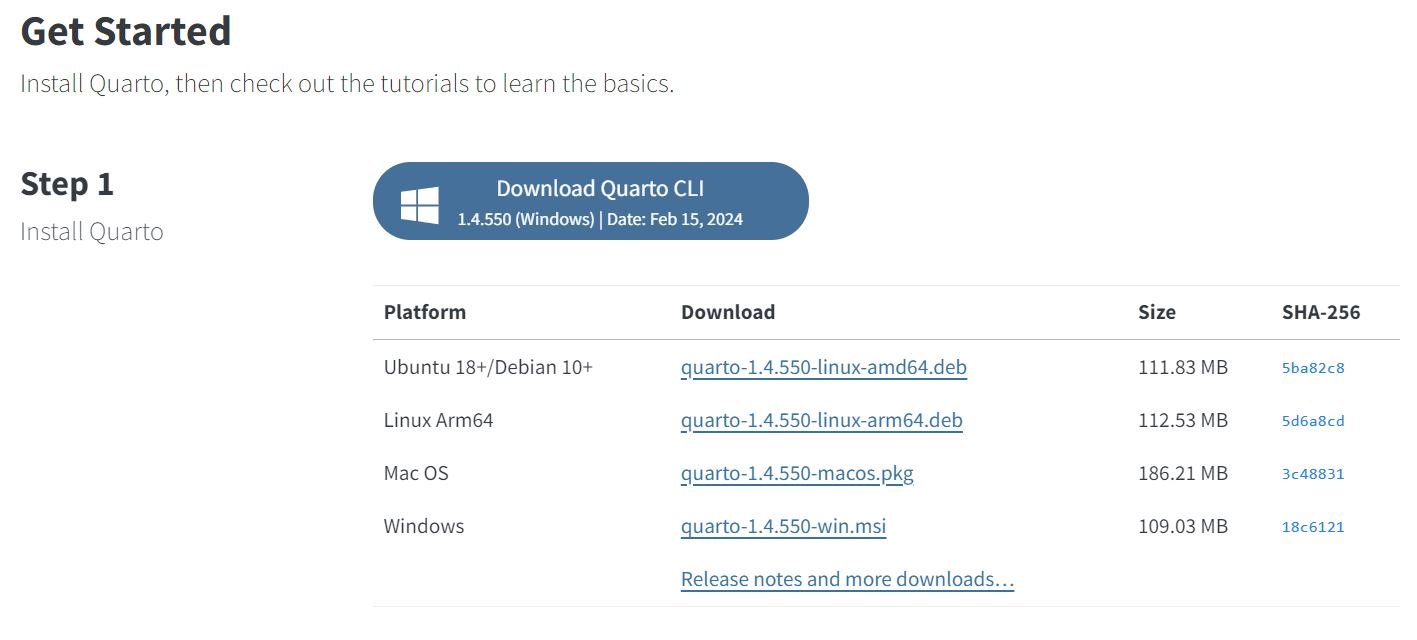 Get Started
Install Quarto, then check out the tutorials to learn the basics.
Step 1
Install Quarto
Download Quarto CLI
1.4.550 (Windows) | Date: Feb 15, 2024
Platform Download Size SHA-256
Ubuntu 18+/Debian 10+ quarto-1.4.550-linux-amd64.deb 111.83 MB 5ba82c8
Linux Arm64 quarto-1.4.550-linux-arm64.deb 112.53 MB 5d6a8cd
Mac OS quarto-1.4.550-macos.pkg 186.21 MB 3c48831
Windows quarto-1.4.550-win.msi 109.03 MB 18c6121
Release notes and more downloads…